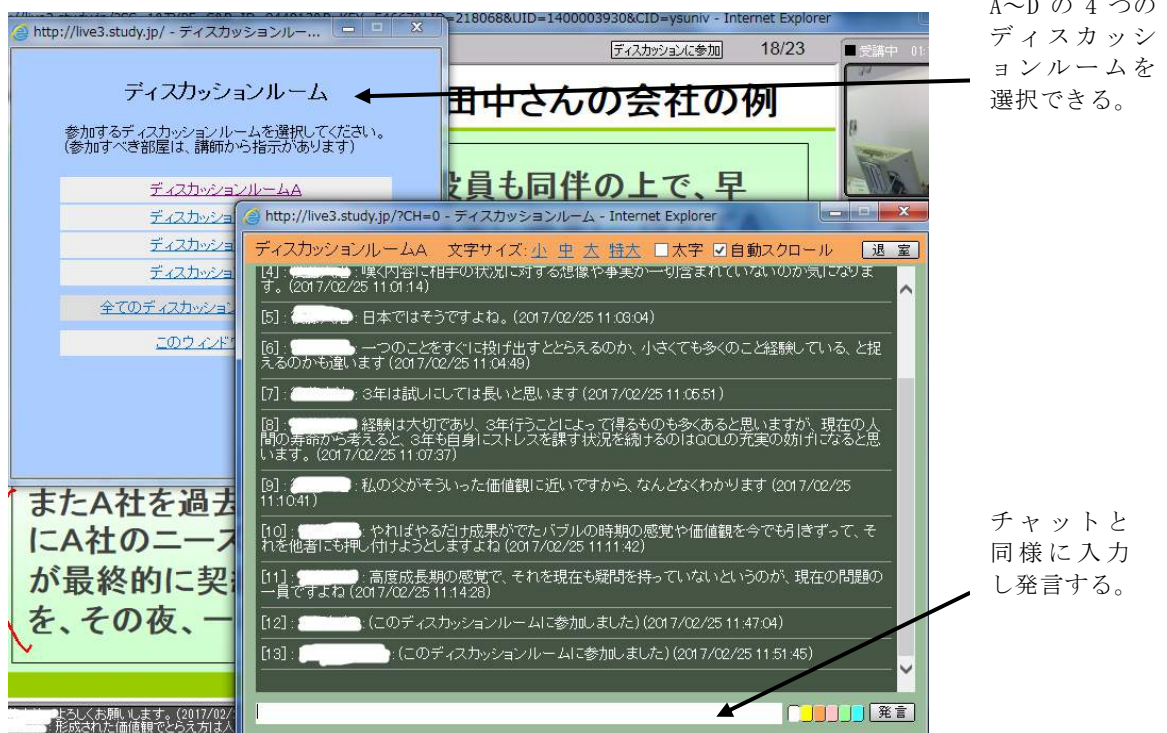 A～D の 4 つの
ディスカッシ
ョンルームを
選択できる。
=218068&UID=1400003930&CID=ysuniv - Internet Explorer
http://live3.study.jp/ - ディスカッションルー...
ディスカッションに参加
18/23
■受講中
ディスカッションルーム
参加するディスカッションルームを選択してください。
(参加すべき部屋は、講師から指示があります)
ディスカッションルームA
ディスカッショ
ディスカッショ
ディスカッショ
全てのディスカッショ
このウィンド
田中さんの会社の例
役員も同伴の上で、早
http://live3.study.jp/?CH=0 - ディスカッションルーム - Internet Explorer
ディスカッションルームA 文字サイズ: 小 中 大 特大 太字 自動スクロール 退 室
[4] : : 嘆く内容に相手の状況に対する想像や事実が一切含まれていないのが気になりま
す。(2017/02/25 11:01:14)
[5] : : 日本ではそうですよね。(2017/02/25 11:03:04)
[6] : : 一つのことをすぐに投げ出すととらえるのか、小さくても多くのこと経験している、と捉
えるのかも違います (2017/02/25 11:04:49)
[7] : : 3年は試しにしては長いと思います (2017/02/25 11:05:51)
[8] : : 経験は大切であり、3年行うことによって得るものも多くあると思いますが、現在の人
間の寿命から考えると、3年も自身にストレスを課す状況を続けるのはQOLの充実の妨げになると思
います。(2017/02/25 11:07:37)
[9] : : 私の父がそういった価値観に近いですから、なんとなくわかります (2017/02/25
11:10:41)
[10] : : やればやるだけ成果がでたバブルの時期の感覚や価値観を今でも引きずって、そ
れを他者にも押し付けようとしますよね (2017/02/25 11:11:42)
[11] : : 高度成長期の感覚で、それを現在も疑問を持っていないというのが、現在の問題の
一員ですよね (2017/02/25 11:14:28)
[12] : : (このディスカッションルームに参加しました) (2017/02/25 11:47:04)
[13] : : (このディスカッションルームに参加しました) (2017/02/25 11:51:45)
発言
またA社を過去
にA社のニース
が最終的に契
を、その夜、一
よろしくお願いします。(2017/02/
形成された価値観でとらえ方は人
チャットと
同様に入力
し発言する。